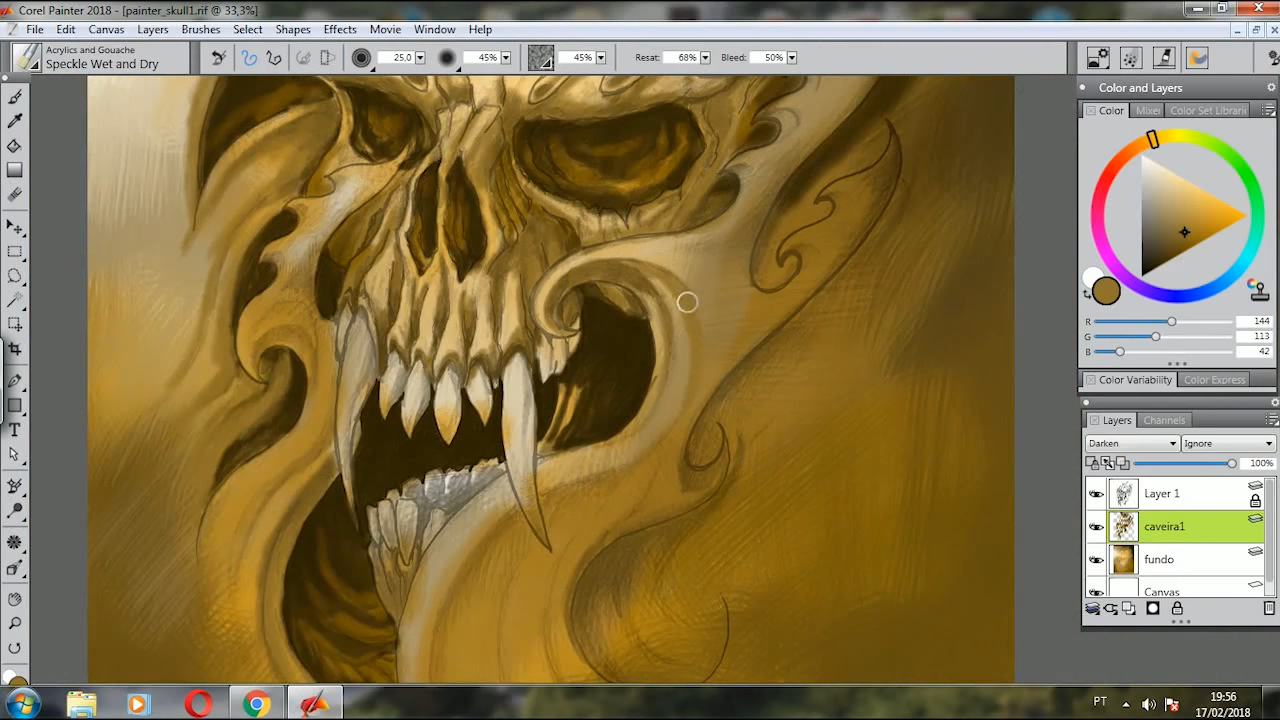 Corel Painter 2018 - [painter_skull1.rif @ 33,3%]
File Edit Canvas Layers Brushes Select Shapes Effects Movie Window Help
Acrylics and Gouache
Speckle Wet and Dry
25,0 45% 45% Resat: 68% Bleed: 50%
Color and Layers
Color Mixer Color Set Librari
R 144
G 113
B 42
Color Variability Color Express
Layers Channels
Darken Ignore
100%
Layer 1
caveira1
fundo
Canvas
PT
19:56
17/02/2018